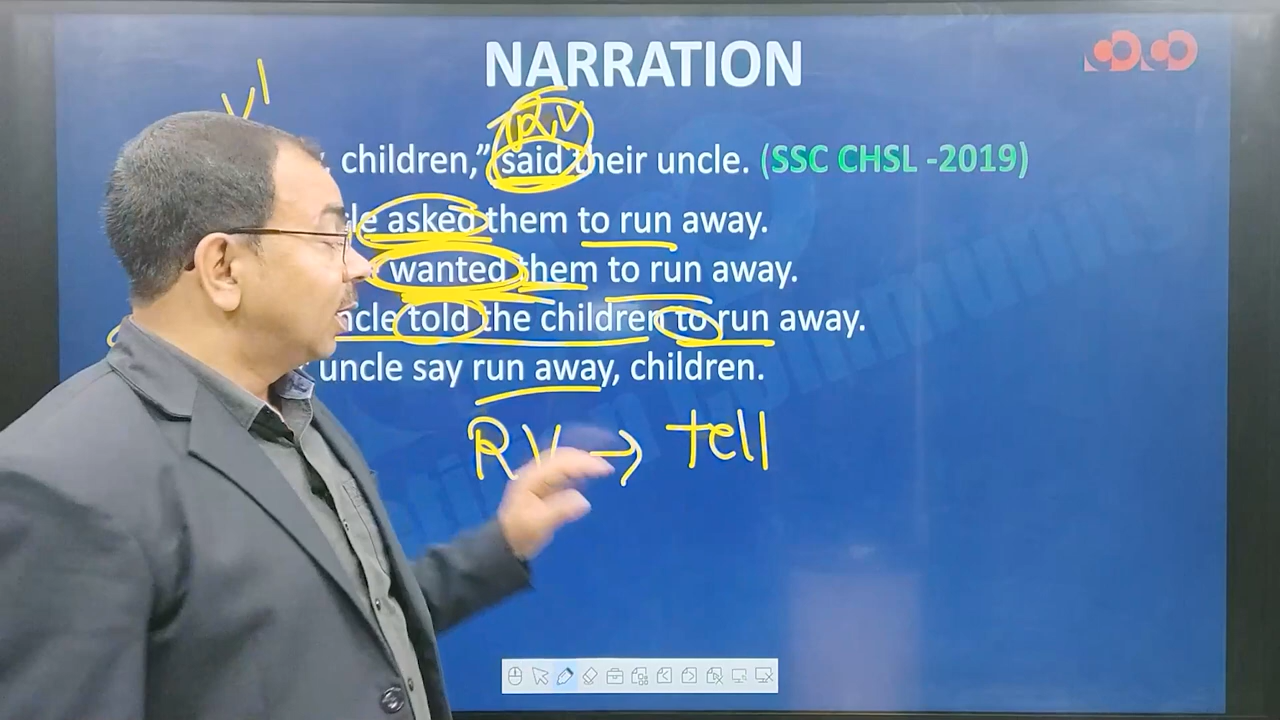 NARRATION
V1
RV
children,” said their uncle. (SSC CHSL -2019)
asked them to run away.
wanted them to run away.
told the children to run away.
uncle say run away, children.
RV → tell